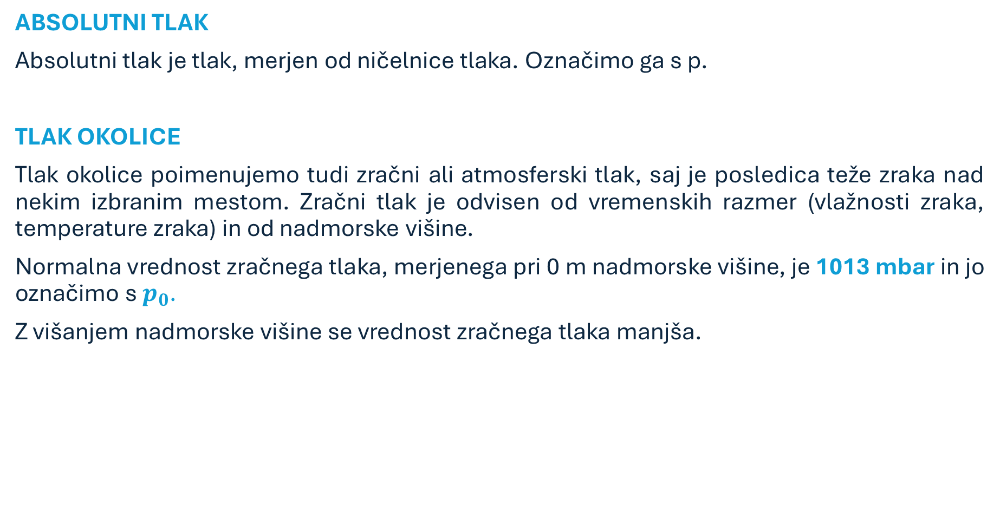 ABSOLUTNI TLAK
Absolutni tlak je tlak, merjen od ničelnice tlaka. Označimo ga s p.
TLAK OKOLICE
Tlak okolice poimenujemo tudi zračni ali atmosferski tlak, saj je posledica teže zraka nad
nekim izbranim mestom. Zračni tlak je odvisen od vremenskih razmer (vlažnosti zraka,
temperature zraka) in od nadmorske višine.
Normalna vrednost zračnega tlaka, merjenega pri 0 m nadmorske višine, je 1013 mbar in jo
označimo s p₀.
Z višanjem nadmorske višine se vrednost zračnega tlaka manjša.